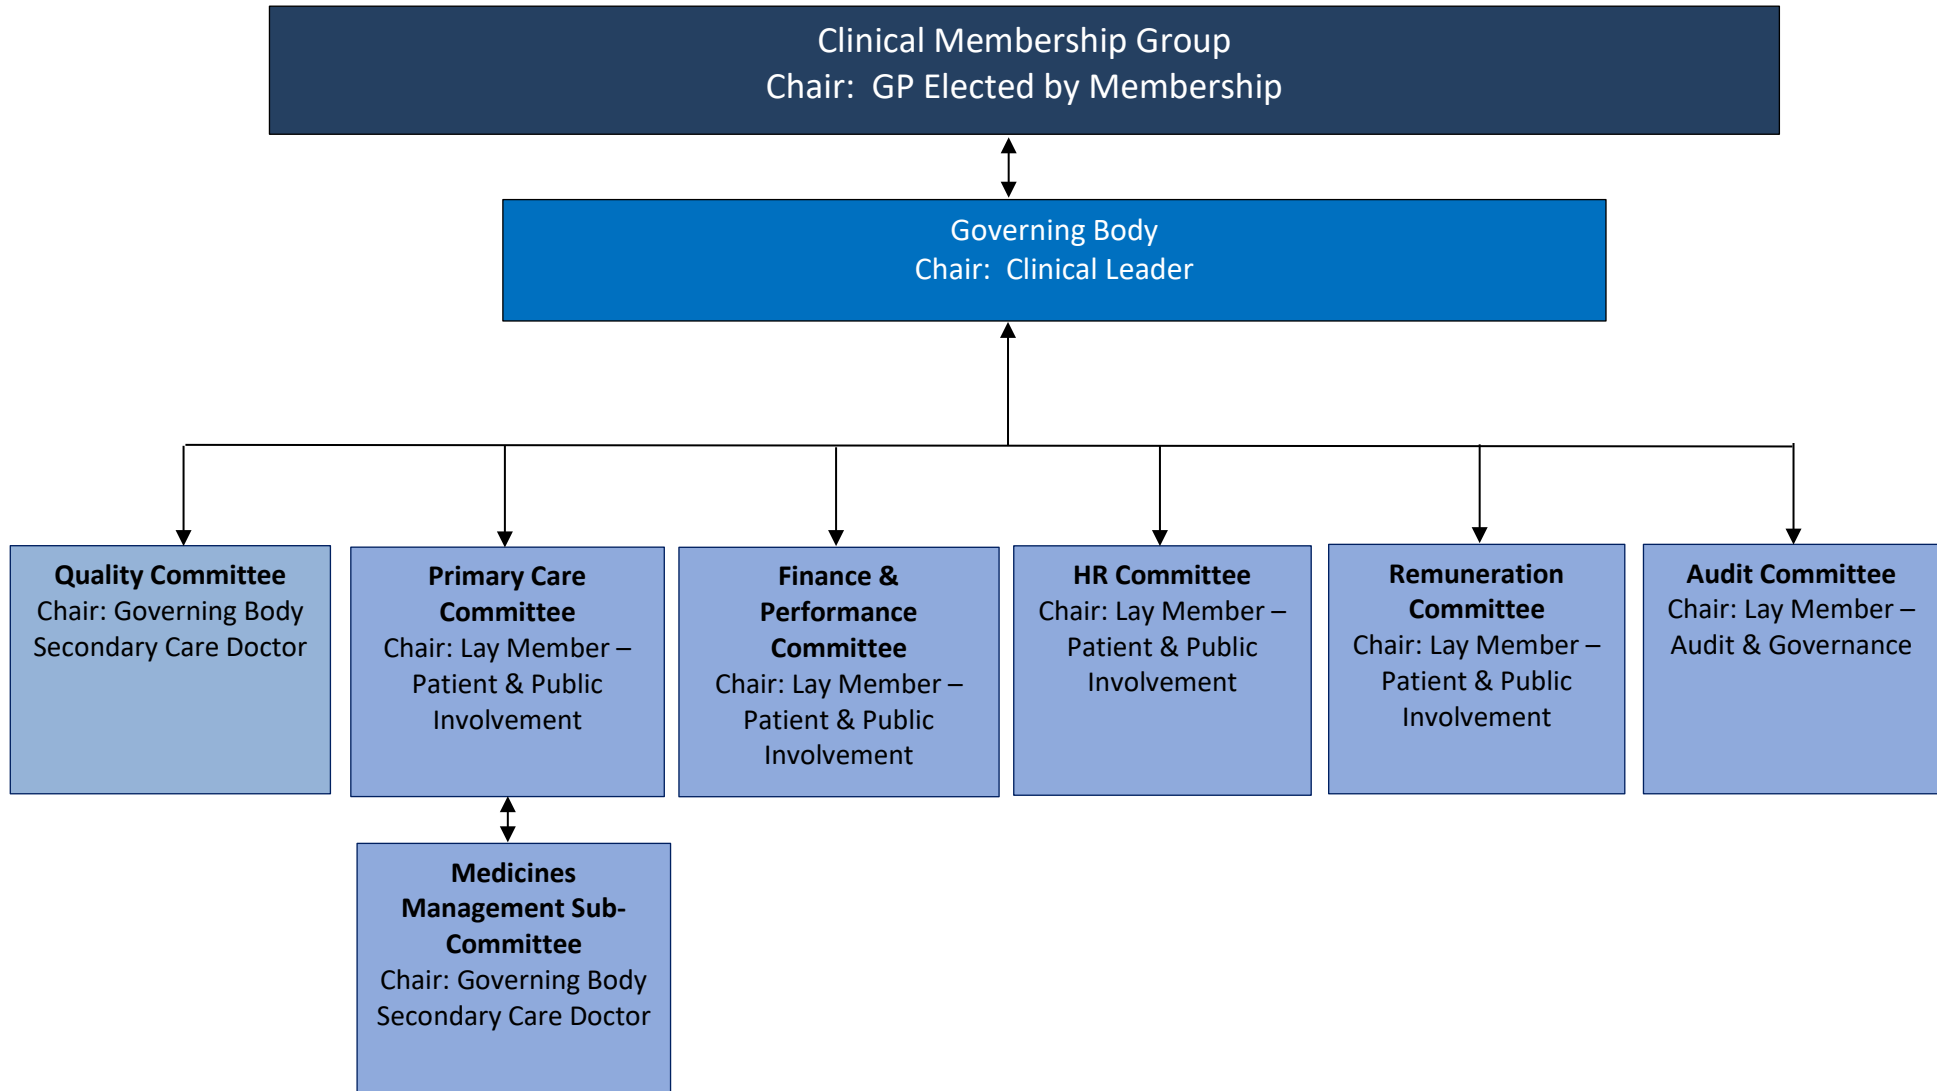 Clinical Membership Group
Chair:  GP Elected by Membership
Governing Body
Chair:  Clinical Leader
Quality Committee
Chair: Governing Body
Secondary Care Doctor
Primary Care
Committee
Chair: Lay Member –
Patient & Public
Involvement
Finance &
Performance
Committee
Chair: Lay Member –
Patient & Public
Involvement
HR Committee
Chair: Lay Member –
Patient & Public
Involvement
Remuneration
Committee
Chair: Lay Member –
Patient & Public
Involvement
Audit Committee
Chair: Lay Member –
Audit & Governance
Medicines
Management Sub-
Committee
Chair: Governing Body
Secondary Care Doctor